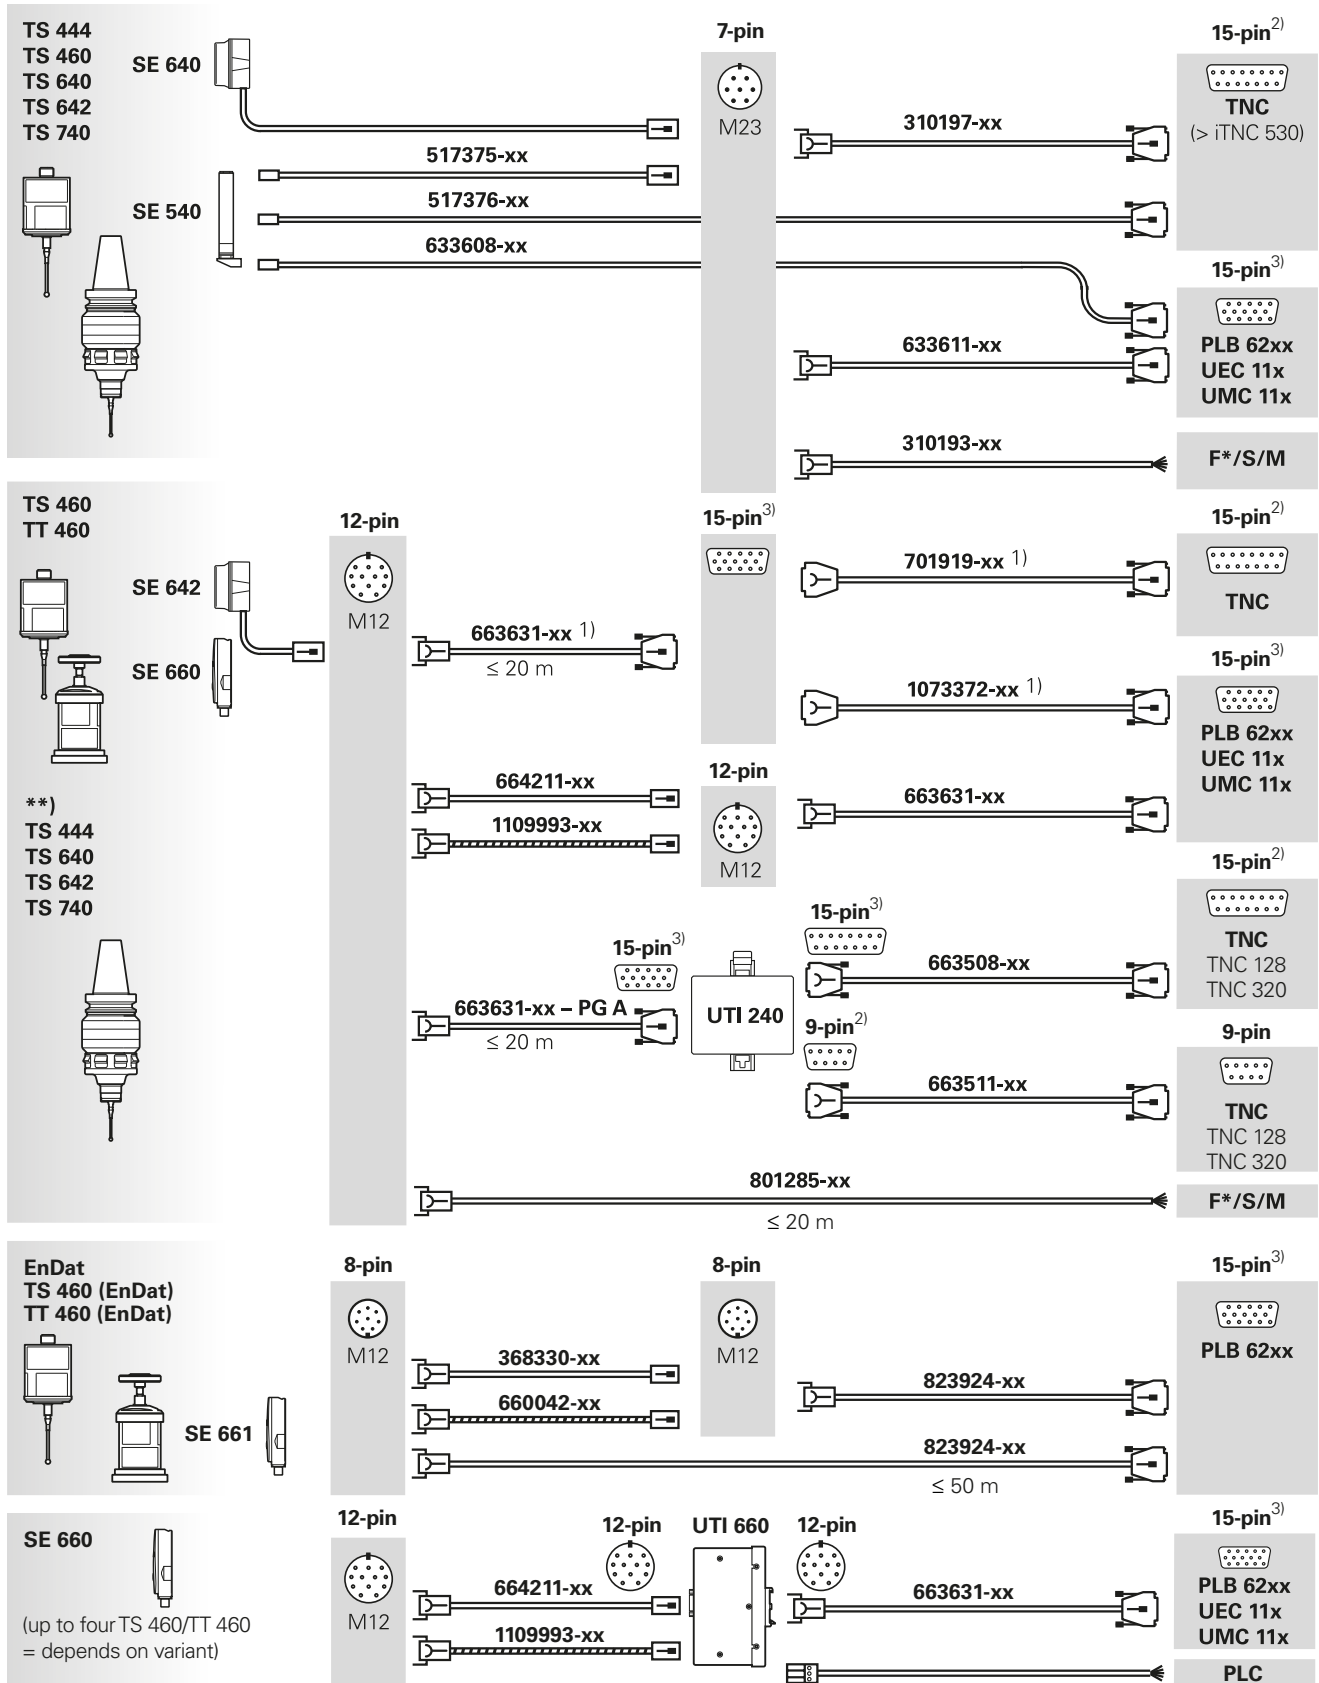 TS 444
TS 460
TS 640
TS 642
TS 740
SE 640
SE 540
7-pin
M23
15-pin2)
TNC
(> iTNC 530)
310197-xx
517375-xx
517376-xx
633608-xx
15-pin3)
PLB 62xx
UEC 11x
UMC 11x
633611-xx
310193-xx
F*/S/M
TS 460
TT 460
SE 642
SE 660
12-pin
M12
15-pin3)
15-pin2)
701919-xx 1)
TNC
663631-xx 1)
≤ 20 m
15-pin3)
1073372-xx 1)
PLB 62xx
UEC 11x
UMC 11x
664211-xx
12-pin
663631-xx
1109993-xx
M12
**)
TS 444
TS 640
TS 642
TS 740
15-pin2)
TNC
TNC 128
TNC 320
15-pin3)
663508-xx
15-pin3)
663631-xx – PG A
≤ 20 m
UTI 240
9-pin2)
663511-xx
9-pin
TNC
TNC 128
TNC 320
801285-xx
≤ 20 m
F*/S/M
EnDat
TS 460 (EnDat)
TT 460 (EnDat)
SE 661
8-pin
M12
8-pin
M12
15-pin3)
PLB 62xx
368330-xx
660042-xx
823924-xx
823924-xx
≤ 50 m
SE 660
(up to four TS 460/TT 460
= depends on variant)
12-pin
M12
12-pin
UTI 660
12-pin
15-pin3)
664211-xx
1109993-xx
663631-xx
PLB 62xx
UEC 11x
UMC 11x
PLC